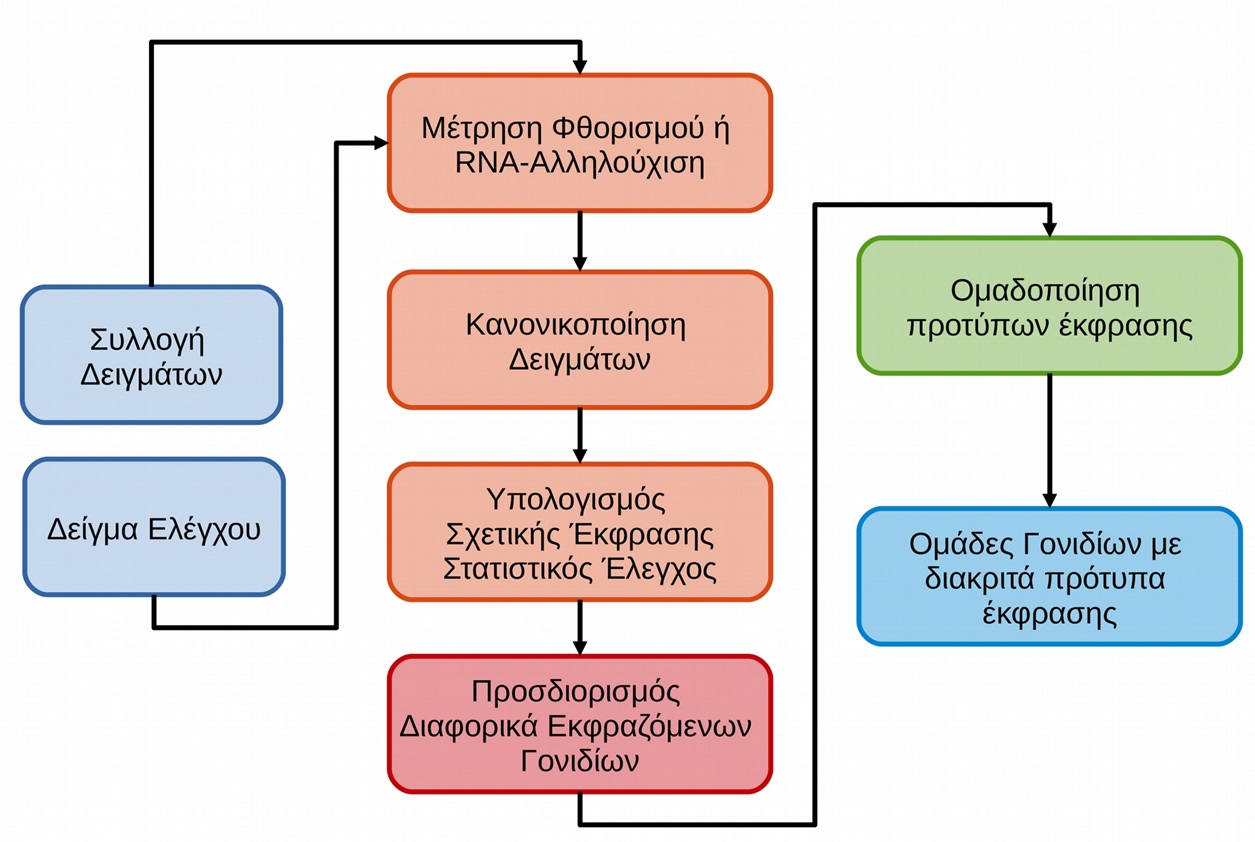 Συλλογή
Δειγμάτων
Δείγμα Ελέγχου
Μέτρηση Φθορισμού ή
RNA-Αλληλούχιση
Κανονικοποίηση
Δειγμάτων
Υπολογισμός
Σχετικής Έκφρασης
Στατιστικός Έλεγχος
Προσδιορισμός
Διαφορικά Εκφραζόμενων
Γονιδίων
Ομαδοποίηση
προτύπων έκφρασης
Ομάδες Γονιδίων με
διακριτά πρότυπα
έκφρασης